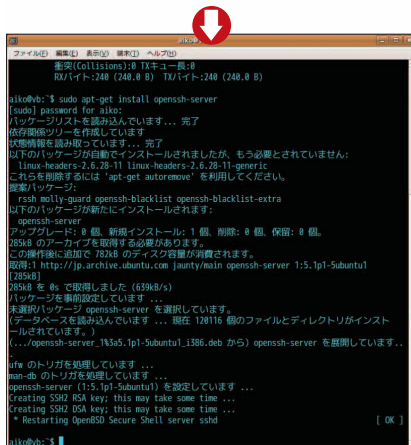 aiko@vb: ~
ファイル(F) 編集(E) 表示(V) 端末(T) ヘルプ(H)
衝突(Collisions):0 TXキュー長:0
RXバイト:240 (240.0 B) TXバイト:240 (240.0 B)
aiko@vb:~$ sudo apt-get install openssh-server
[sudo] password for aiko:
パッケージリストを読み込んでいます... 完了
依存関係ツリーを作成しています
状態情報を読み取っています... 完了
以下のパッケージが自動でインストールされましたが、もう必要とされていません:
linux-headers-2.6.28-11 linux-headers-2.6.28-11-generic
これらを削除するには 'apt-get autoremove' を利用してください。
提案パッケージ:
rssh molly-guard openssh-blacklist openssh-blacklist-extra
以下のパッケージが新たにインストールされます:
openssh-server
アップグレード: 0 個、新規インストール: 1 個、削除: 0 個、保留: 0 個。
285kB のアーカイブを取得する必要があります。
この操作後に追加で 782kB のディスク容量が消費されます。
取得:1 http://jp.archive.ubuntu.com jaunty/main openssh-server 1:5.1p1-5ubuntu1
[285kB]
285kB を 0s で取得しました (639kB/s)
パッケージを事前設定しています ...
未選択パッケージ openssh-server を選択しています。
(データベースを読み込んでいます ... 現在 120116 個のファイルとディレクトリがインスト
ールされています。)
(.../openssh-server_1%3a5.1p1-5ubuntu1_i386.deb から) openssh-server を展開しています..
.
ufw のトリガを処理しています ...
man-db のトリガを処理しています ...
openssh-server (1:5.1p1-5ubuntu1) を設定しています ...
Creating SSH2 RSA key; this may take some time ...
Creating SSH2 DSA key; this may take some time ...
* Restarting OpenBSD Secure Shell server sshd [ OK ]
aiko@vb:~$